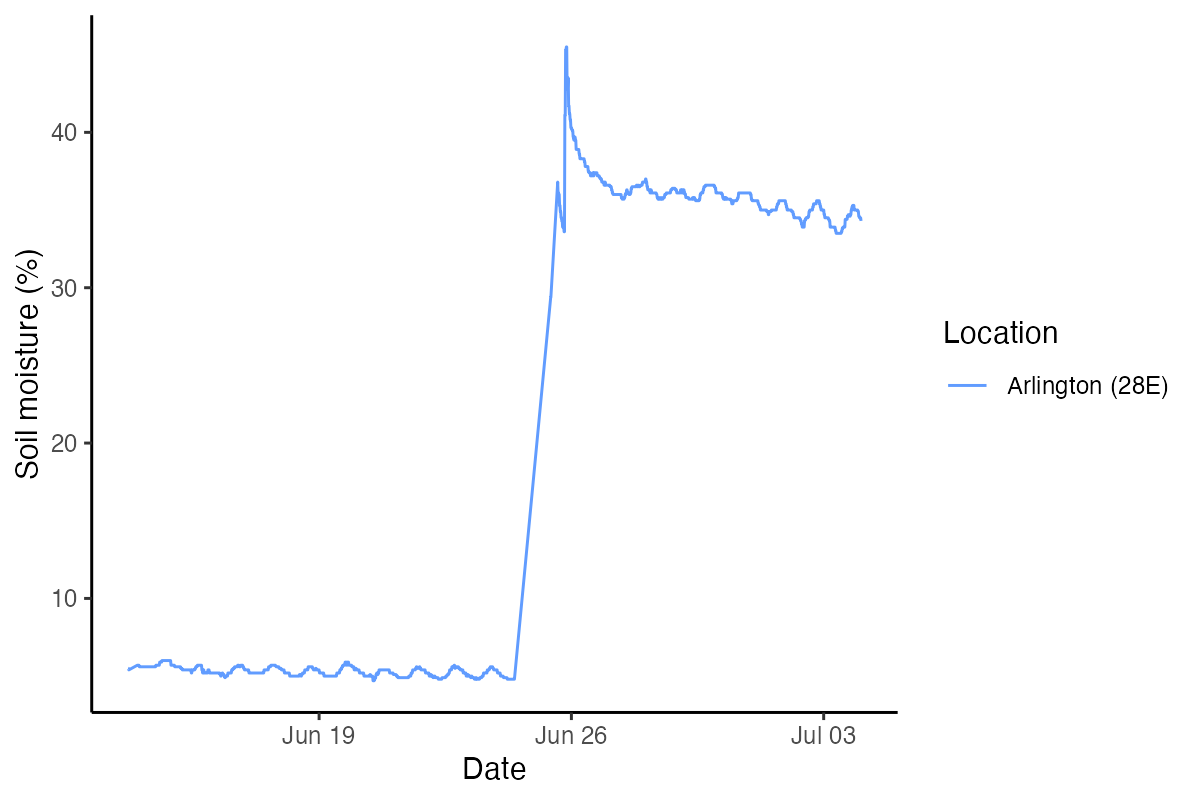 Soil moisture (%)
40
30
20
10
Jun 19
Jun 26
Jul 03
Date
Location
Arlington (28E)